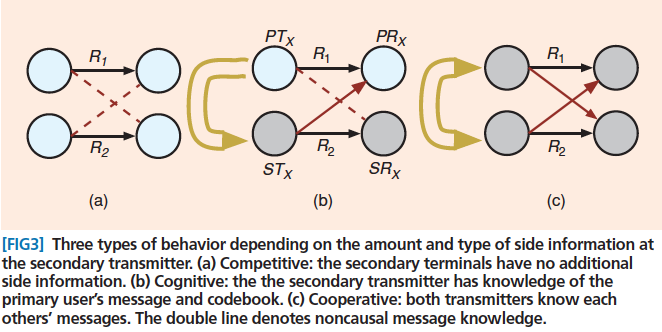 PTX PRX
R1 R1 R1
R2 R2 R2
STX SRX
(a) (b) (c)
[FIG3] Three types of behavior depending on the amount and type of side information at
the secondary transmitter. (a) Competitive: the secondary terminals have no additional
side information. (b) Cognitive: the the secondary transmitter has knowledge of the
primary user's message and codebook. (c) Cooperative: both transmitters know each
others' messages. The double line denotes noncausal message knowledge.